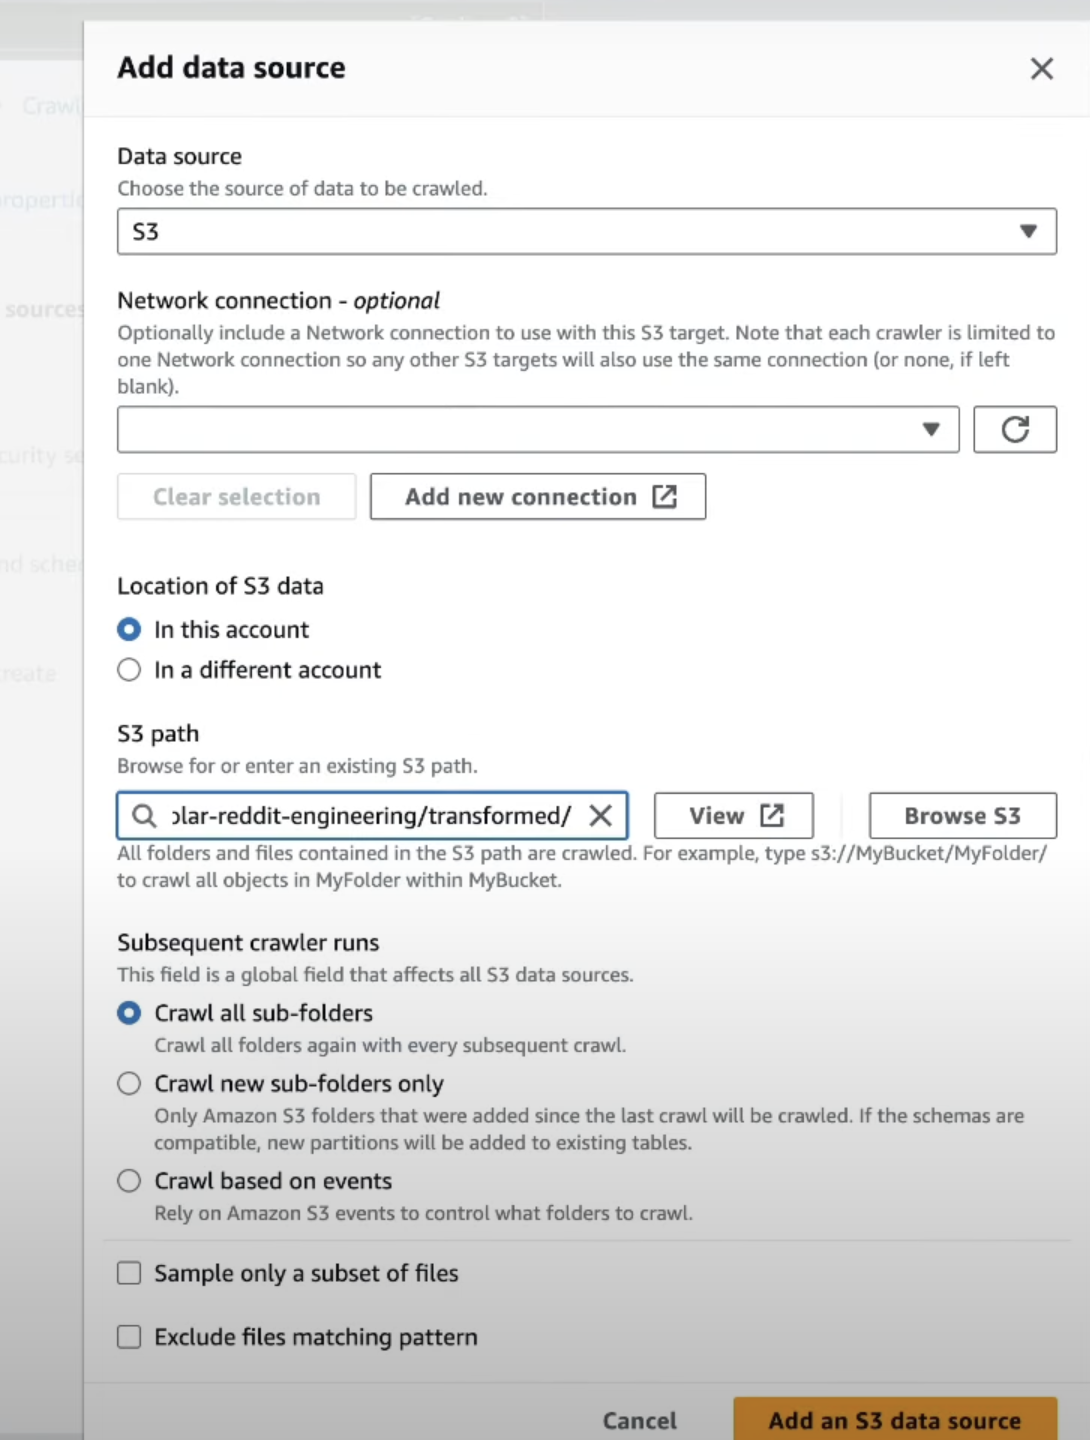 Add data source
Crawl
Data source
Choose the source of data to be crawled.
S3
Network connection - optional
sources
Optionally include a Network connection to use with this S3 target. Note that each crawler is limited to
one Network connection so any other S3 targets will also use the same connection (or none, if left
blank).
Clear selection
Add new connection
Location of S3 data
In this account
In a different account
S3 path
Browse for or enter an existing S3 path.
olar-reddit-engineering/transformed/
View
Browse S3
All folders and files contained in the S3 path are crawled. For example, type s3://MyBucket/MyFolder/
to crawl all objects in MyFolder within MyBucket.
Subsequent crawler runs
This field is a global field that affects all S3 data sources.
Crawl all sub-folders
Crawl all folders again with every subsequent crawl.
Crawl new sub-folders only
Only Amazon S3 folders that were added since the last crawl will be crawled. If the schemas are
compatible, new partitions will be added to existing tables.
Crawl based on events
Rely on Amazon S3 events to control what folders to crawl.
Sample only a subset of files
Exclude files matching pattern
Cancel
Add an S3 data source